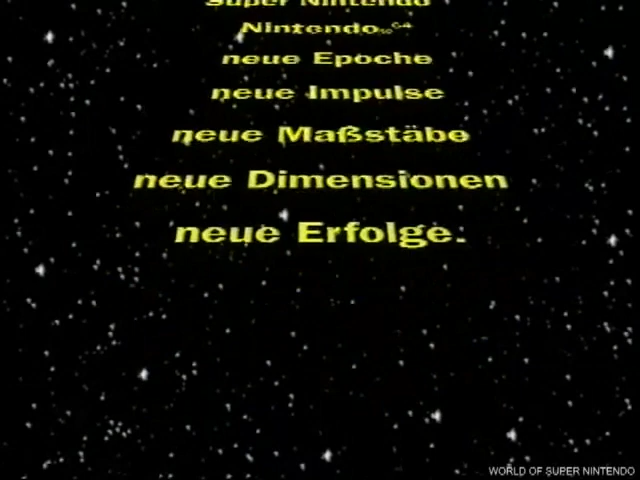 Super Nintendo
Nintendo 64
neue Epoche
neue Impulse
neue Maßstäbe
neue Dimensionen
neue Erfolge.
WORLD OF SUPER NINTENDO